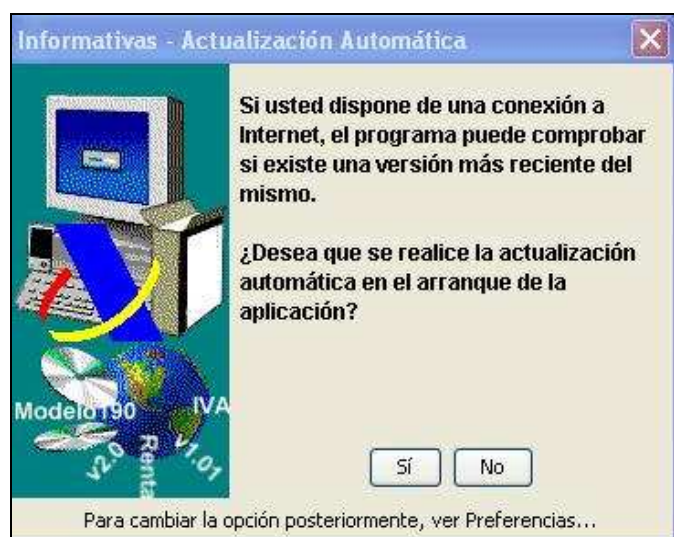 Informativas - Actualización Automática
Si usted dispone de una conexión a
Internet, el programa puede comprobar
si existe una versión más reciente del
mismo.
¿Desea que se realice la actualización
automática en el arranque de la
aplicación?
Modelo190
IVA
v2.0
Renta
v1.01
Sí
No
Para cambiar la opción posteriormente, ver Preferencias...